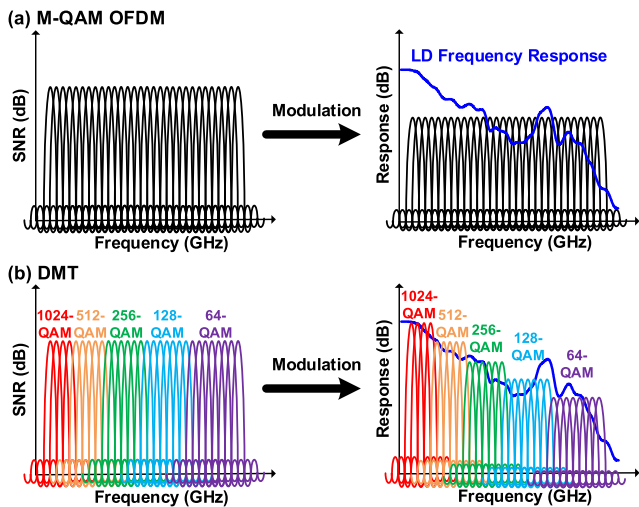 (a) M-QAM OFDM
SNR (dB)
Frequency (GHz)
Modulation
LD Frequency Response
Response (dB)
Frequency (GHz)
(b) DMT
1024-
QAM
512-
QAM
256-
QAM
128-
QAM
64-
QAM
SNR (dB)
Frequency (GHz)
Modulation
1024-
QAM
512-
QAM
256-
QAM
128-
QAM
64-
QAM
Response (dB)
Frequency (GHz)